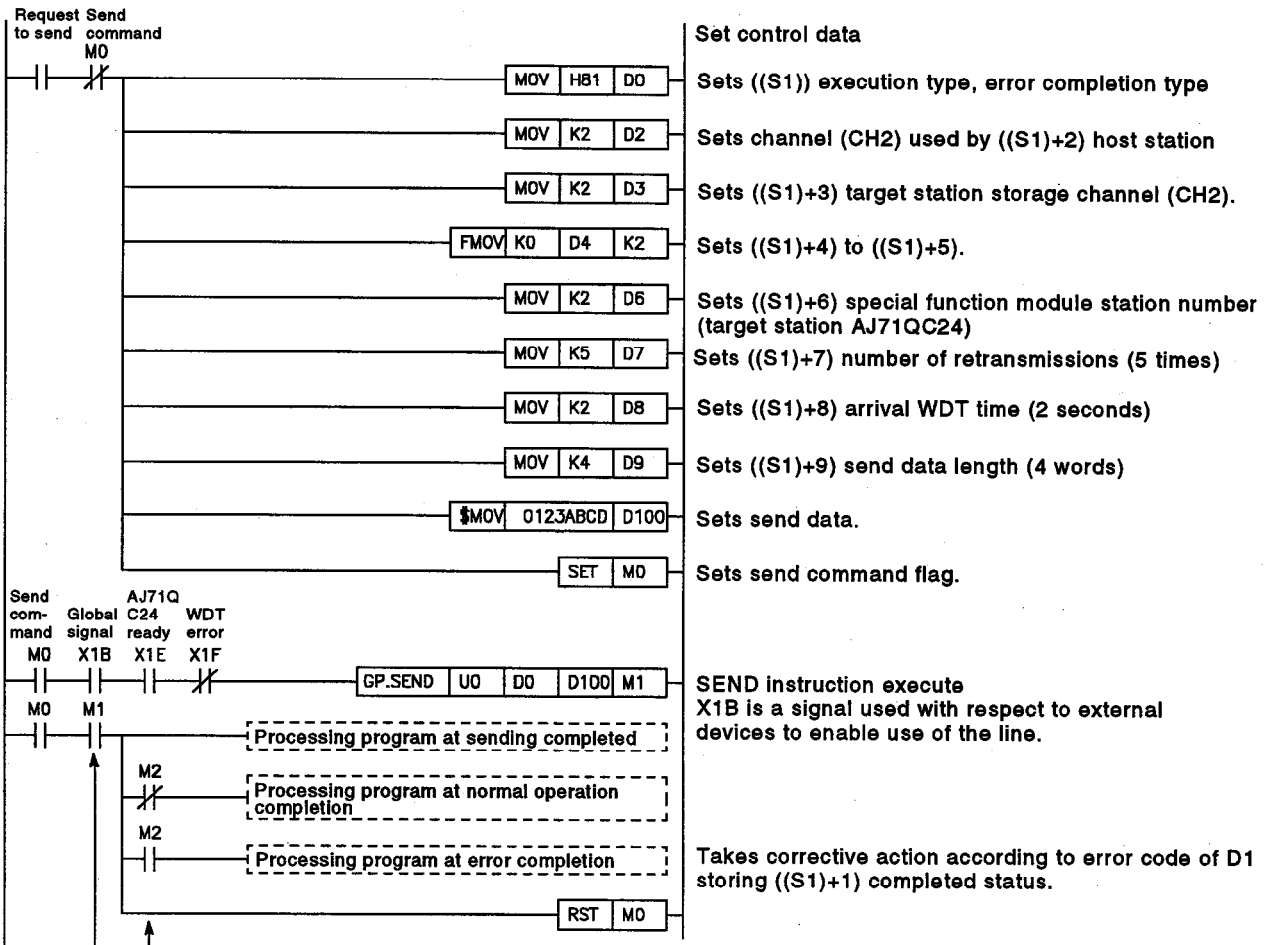 Request Send
to send command
M0
Set control data
MOV H81 D0
Sets ((S1)) execution type, error completion type
MOV K2 D2
Sets channel (CH2) used by ((S1)+2) host station
MOV K2 D3
Sets ((S1)+3) target station storage channel (CH2).
FMOV K0 D4 K2
Sets ((S1)+4) to ((S1)+5).
MOV K2 D6
Sets ((S1)+6) special function module station number
(target station AJ71QC24)
MOV K5 D7
Sets ((S1)+7) number of retransmissions (5 times)
MOV K2 D8
Sets ((S1)+8) arrival WDT time (2 seconds)
MOV K4 D9
Sets ((S1)+9) send data length (4 words)
$MOV 0123ABCD D100
Sets send data.
SET M0
Sets send command flag.
Send AJ71Q
com- Global C24 WDT
mand signal ready error
M0 X1B X1E X1F
GP.SEND U0 D0 D100 M1
SEND instruction execute
X1B is a signal used with respect to external
devices to enable use of the line.
M0 M1
Processing program at sending completed
M2
Processing program at normal operation
completion
M2
Processing program at error completion
Takes corrective action according to error code of D1
storing ((S1)+1) completed status.
RST M0